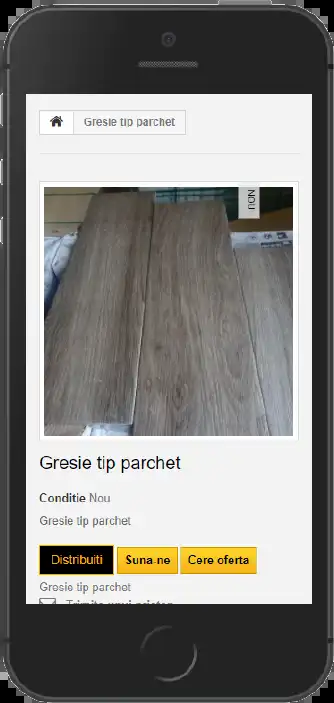 Gresie tip parchet
NOU
Gresie tip parchet
Conditie Nou
Gresie tip parchet
Distribuiti Suna-ne Cere oferta
Gresie tip parchet
Trimite unui prieten